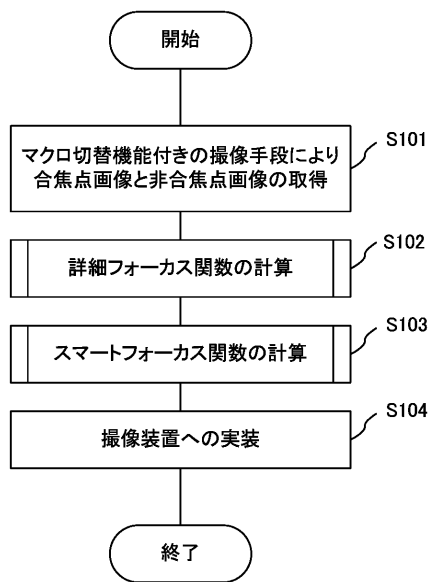 開始
マクロ切替機能付きの撮像手段により
合焦点画像と非合焦点画像の取得
S101
詳細フォーカス関数の計算
S102
スマートフォーカス関数の計算
S103
撮像装置への実装
S104
終了